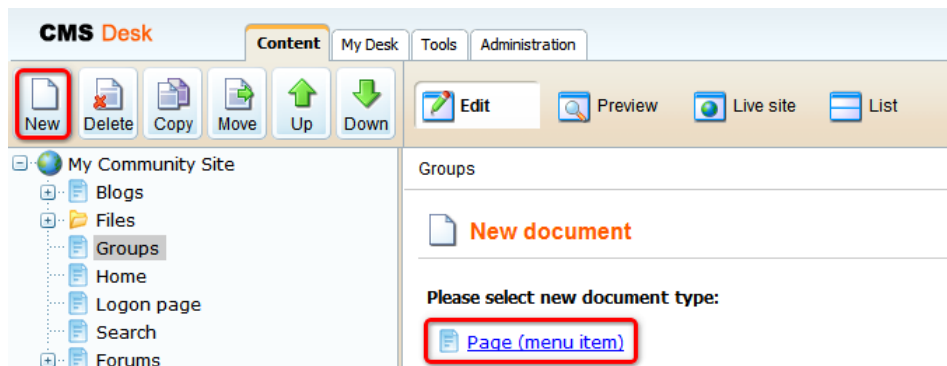 CMS Desk
Content My Desk Tools Administration
New Delete Copy Move Up Down Edit Preview Live site List
My Community Site
Blogs
Files
Groups
Home
Logon page
Search
Forums
Groups
New document
Please select new document type:
Page (menu item)